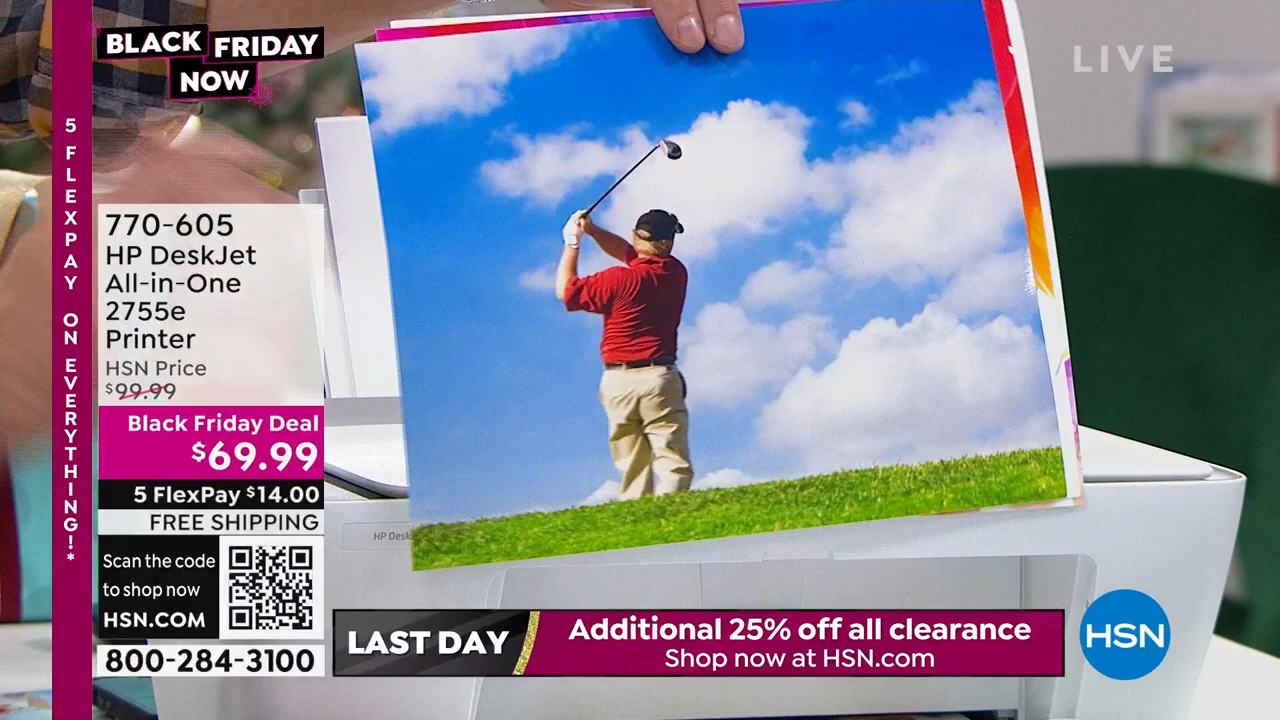 BLACK FRIDAY
NOW
LIVE
5 FLEXPAY ON EVERYTHING!*
770-605
HP DeskJet
All-in-One
2755e
Printer
HSN Price
$99.99
Black Friday Deal
$69.99
5 FlexPay $14.00
FREE SHIPPING
Scan the code
to shop now
HSN.COM
800-284-3100
HP Desk
LAST DAY
Additional 25% off all clearance
Shop now at HSN.com
HSN